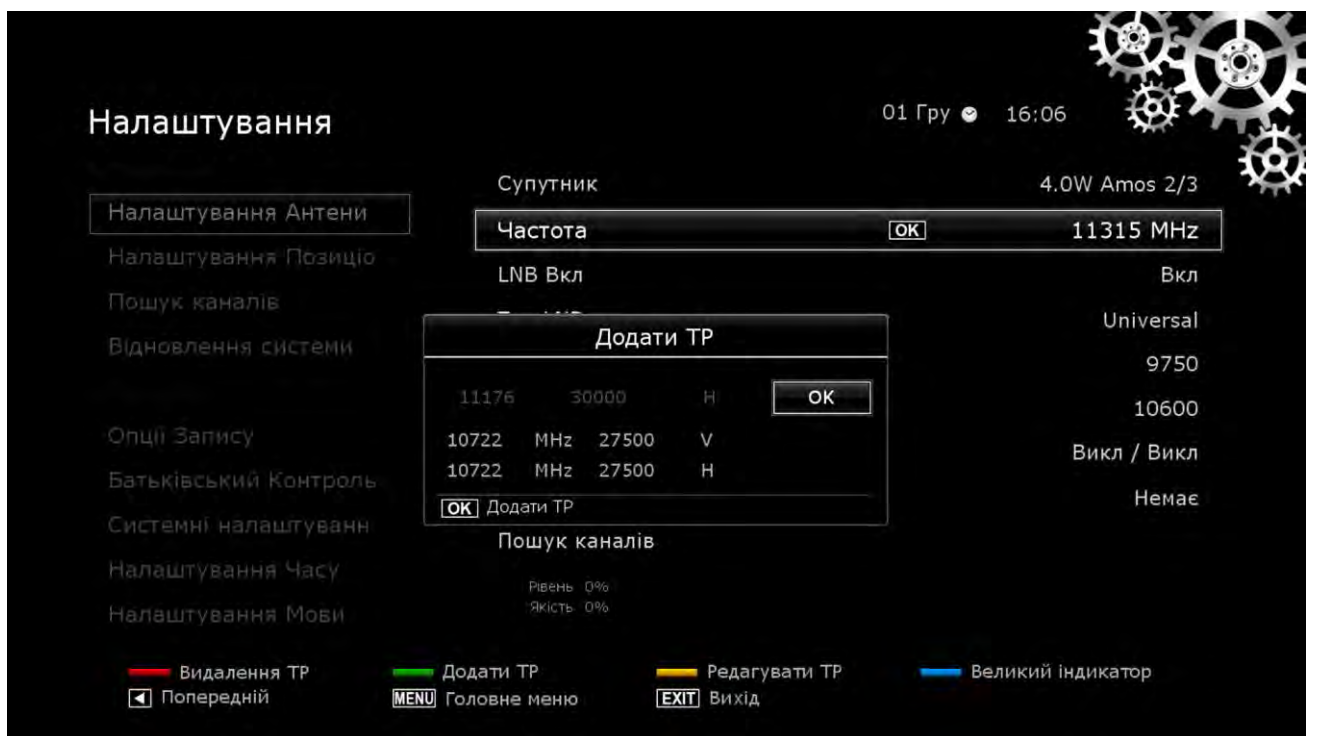 Налаштування
01 Гру 16:06
Супутник 4.0W Amos 2/3
Налаштування Антени
Частота OK 11315 MHz
Налаштування Позиціо
LNB Вкл Вкл
Пошук каналів
Universal
Додати TP
Відновлення системи
9750
11176 30000 H OK
10600
Опції Запису
10722 MHz 27500 V
Викл / Викл
10722 MHz 27500 H
Батьківський Контроль
Немає
OK Додати TP
Системні налаштуванн
Пошук каналів
Налаштування Часу
Рівень 0%
Якість 0%
Налаштування Мови
Видалення TP Додати TP Редагувати TP Великий індикатор
Попередній MENU Головне меню EXIT Вихід